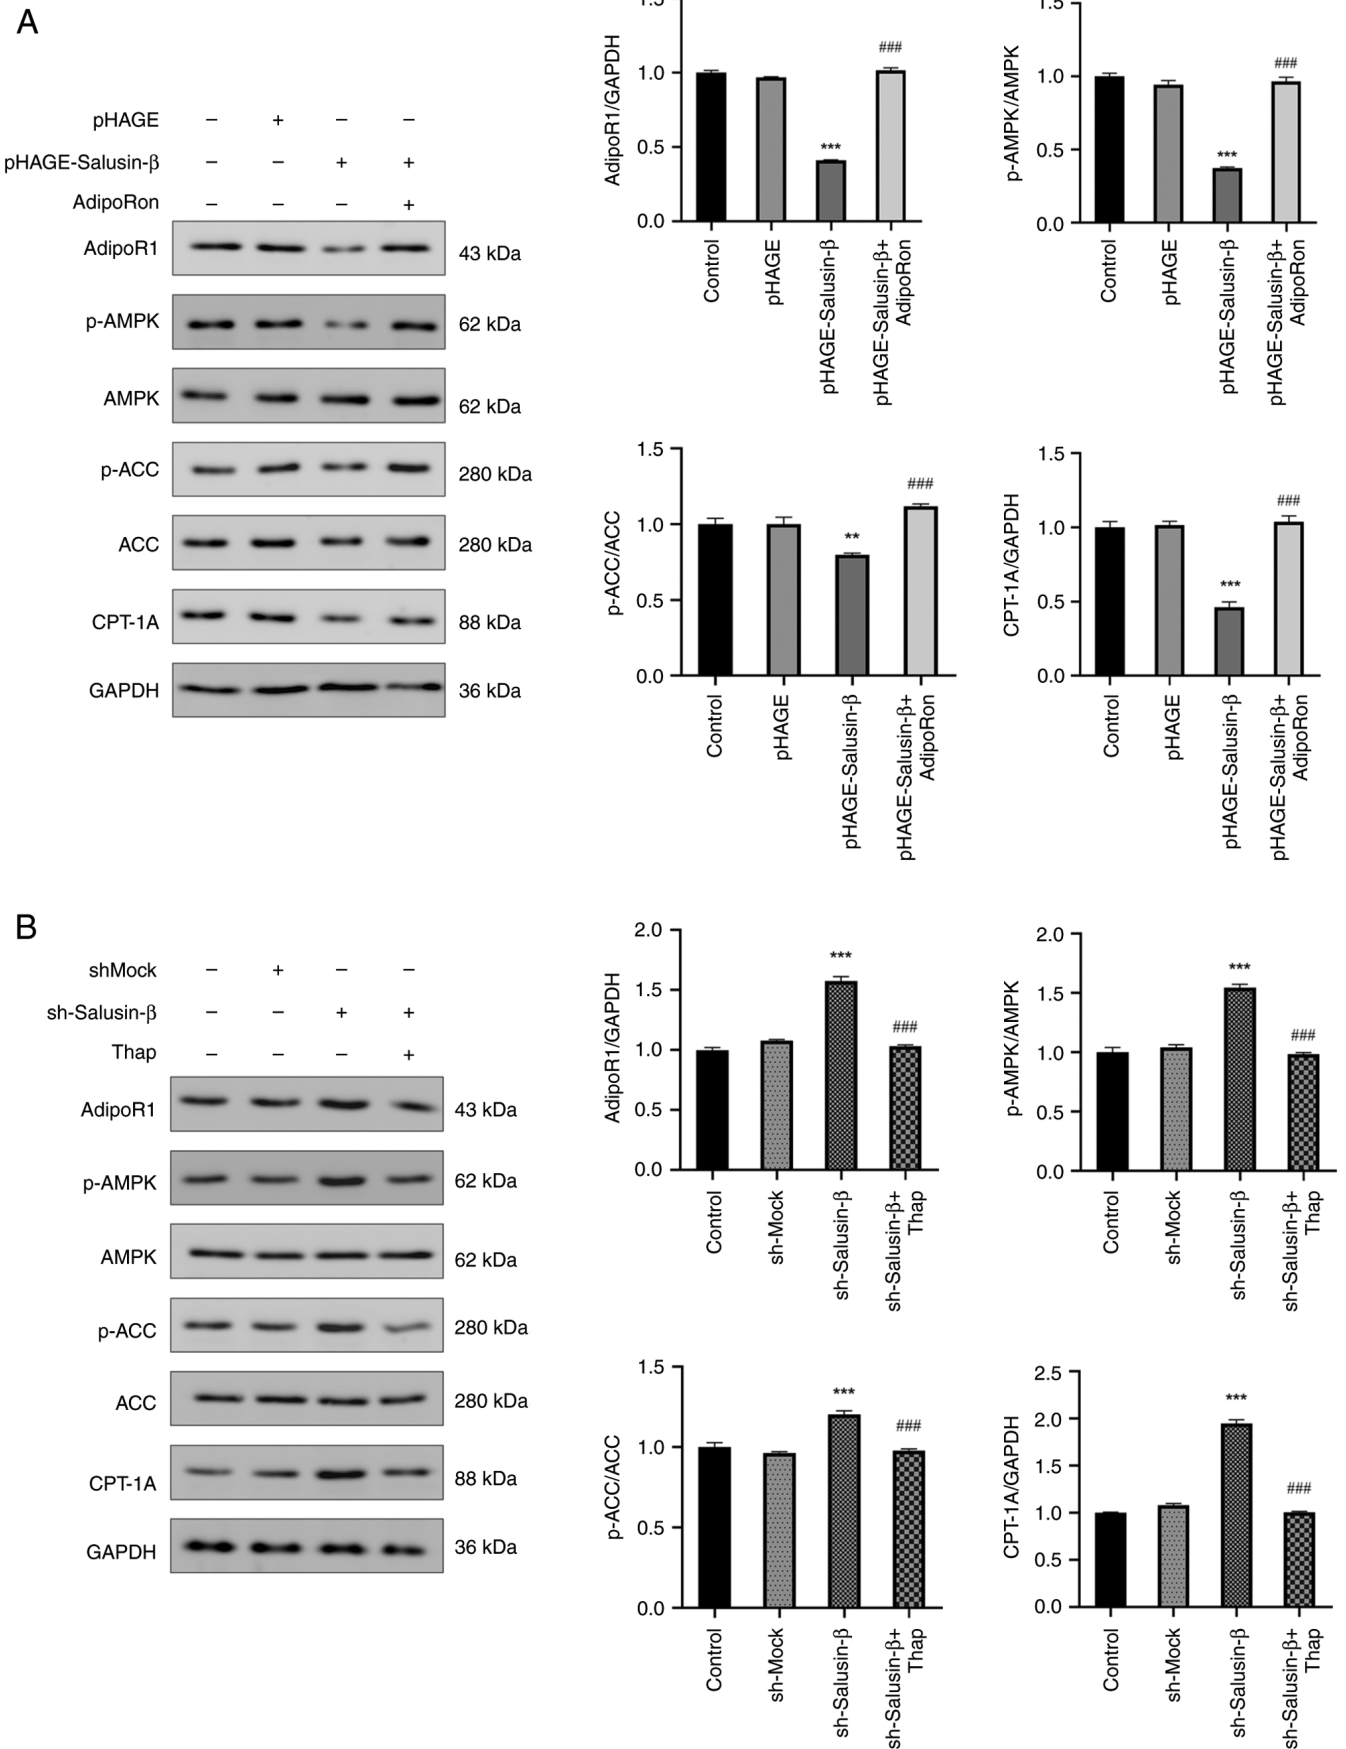 A
pHAGE − + − −
pHAGE-Salusin-β − − + +
AdipoRon − − − +
AdipoR1 43 kDa
p-AMPK 62 kDa
AMPK 62 kDa
p-ACC 280 kDa
ACC 280 kDa
CPT-1A 88 kDa
GAPDH 36 kDa
AdipoR1/GAPDH
1.5
1.0
0.5
0.0
***
###
Control
pHAGE
pHAGE-Salusin-β
pHAGE-Salusin-β+
AdipoRon
p-AMPK/AMPK
1.5
1.0
0.5
0.0
***
###
Control
pHAGE
pHAGE-Salusin-β
pHAGE-Salusin-β+
AdipoRon
p-ACC/ACC
1.5
1.0
0.5
0.0
**
###
Control
pHAGE
pHAGE-Salusin-β
pHAGE-Salusin-β+
AdipoRon
CPT-1A/GAPDH
1.5
1.0
0.5
0.0
***
###
Control
pHAGE
pHAGE-Salusin-β
pHAGE-Salusin-β+
AdipoRon
B
shMock − + − −
sh-Salusin-β − − + +
Thap − − − +
AdipoR1 43 kDa
p-AMPK 62 kDa
AMPK 62 kDa
p-ACC 280 kDa
ACC 280 kDa
CPT-1A 88 kDa
GAPDH 36 kDa
AdipoR1/GAPDH
2.0
1.5
1.0
0.5
0.0
***
###
Control
sh-Mock
sh-Salusin-β
sh-Salusin-β+
Thap
p-AMPK/AMPK
2.0
1.5
1.0
0.5
0.0
***
###
Control
sh-Mock
sh-Salusin-β
sh-Salusin-β+
Thap
p-ACC/ACC
1.5
1.0
0.5
0.0
***
###
Control
sh-Mock
sh-Salusin-β
sh-Salusin-β+
Thap
CPT-1A/GAPDH
2.5
2.0
1.5
1.0
0.5
0.0
***
###
Control
sh-Mock
sh-Salusin-β
sh-Salusin-β+
Thap